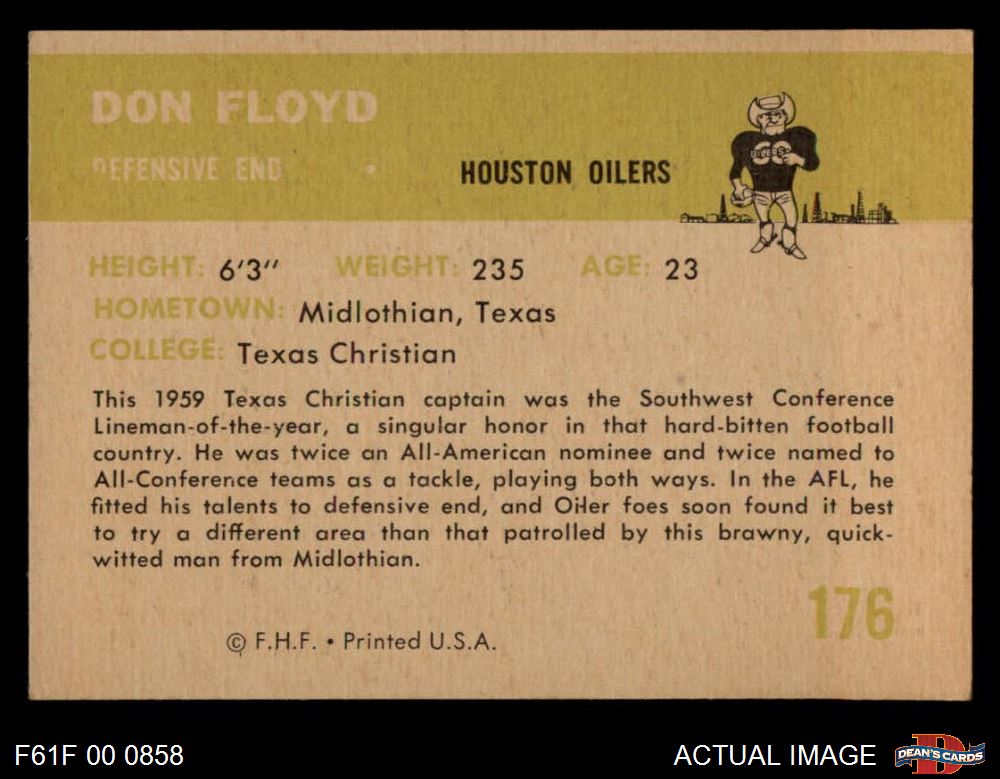 DON FLOYD
DEFENSIVE END •
HOUSTON OILERS
OILERS
HEIGHT: 6'3" WEIGHT: 235 AGE: 23
HOMETOWN: Midlothian, Texas
COLLEGE: Texas Christian
This 1959 Texas Christian captain was the Southwest Conference
Lineman-of-the-year, a singular honor in that hard-bitten football
country. He was twice an All-American nominee and twice named to
All-Conference teams as a tackle, playing both ways. In the AFL, he
fitted his talents to defensive end, and Oiler foes soon found it best
to try a different area than that patrolled by this brawny, quick-
witted man from Midlothian.
176
© F.H.F. • Printed U.S.A.
F61F 00 0858
ACTUAL IMAGE
D
DEAN'S CARDS